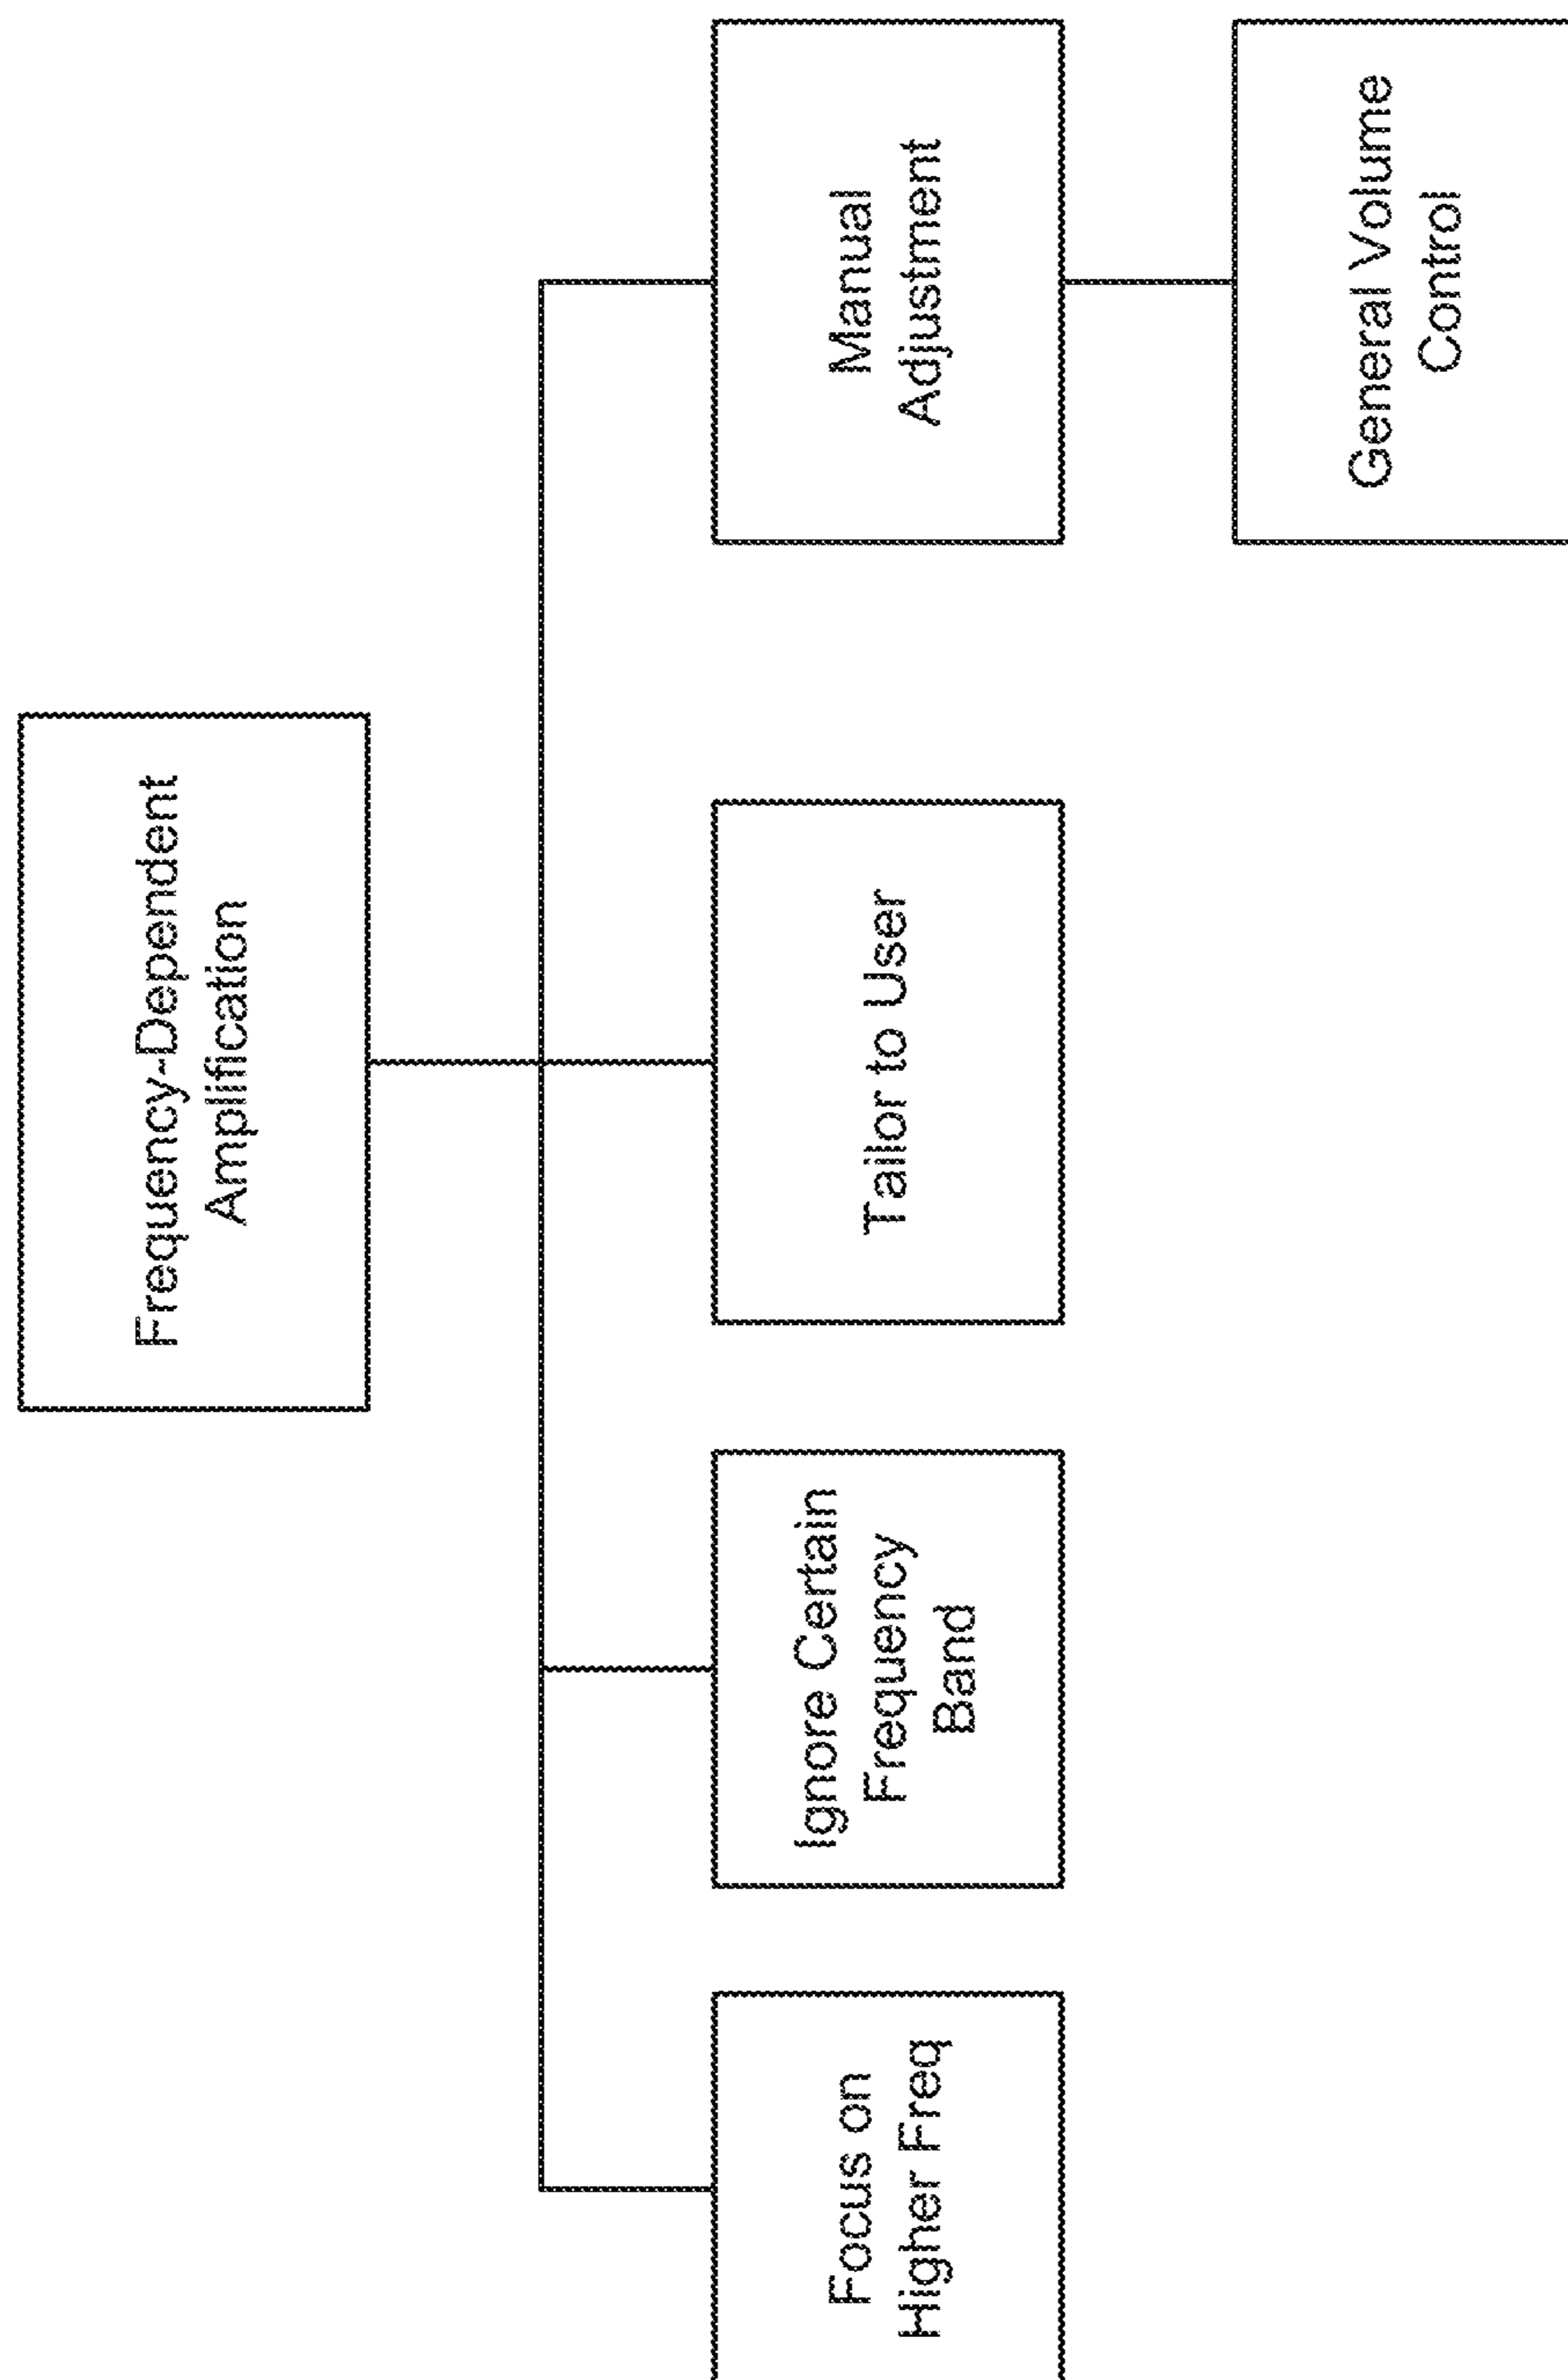 Frequency-Dependent
Amplification
Focus on
Higher Freq
Ignore Certain
Frequency
Band
Tailor to User
Manual
Adjustment
General Volume
Control